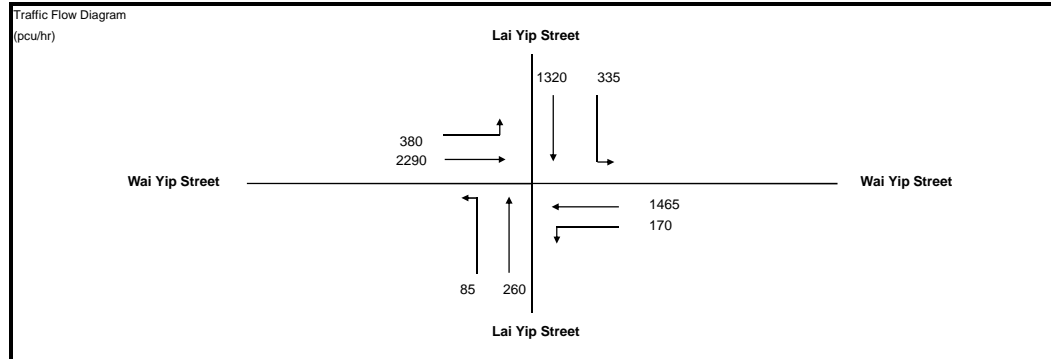 Traffic Flow Diagram
(pcu/hr)
Lai Yip Street
1320 335
380
2290
Wai Yip Street Wai Yip Street
1465
170
85 260
Lai Yip Street